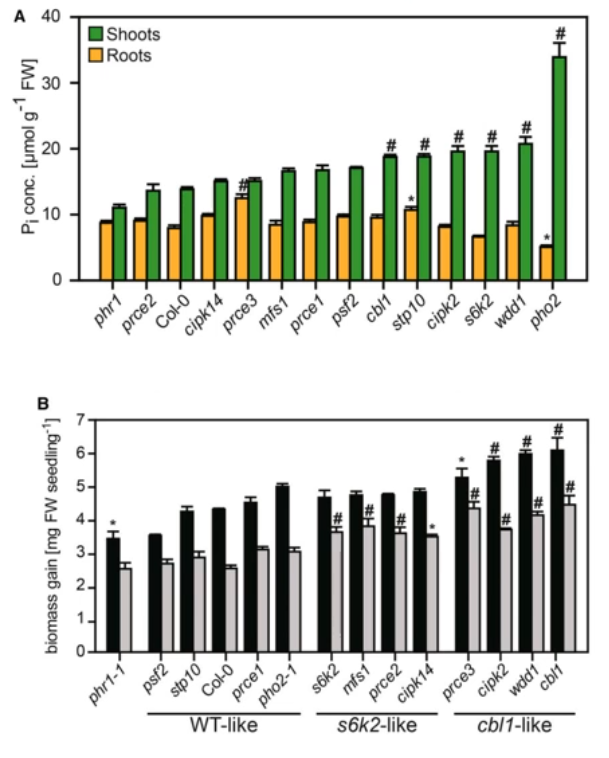 A
40
30
20
10
0
Pi conc. [µmol g-1 FW]
Shoots
Roots
#
#
*
#
#
#
#
*
#
phr1
prce2
Col-0
cipk14
prce3
mfs1
prce1
psf2
cbl1
stp10
cipk2
s6k2
wdd1
pho2
B
7
6
5
4
3
2
1
0
biomass gain [mg FW seedling-1]
*
#
#
#
*
*
#
#
#
#
#
#
#
phr1-1
psf2
stp10
Col-0
prce1
pho2-1
s6k2
mfs1
prce2
cipk14
prce3
cipk2
wdd1
cbl1
WT-like
s6k2-like
cbl1-like